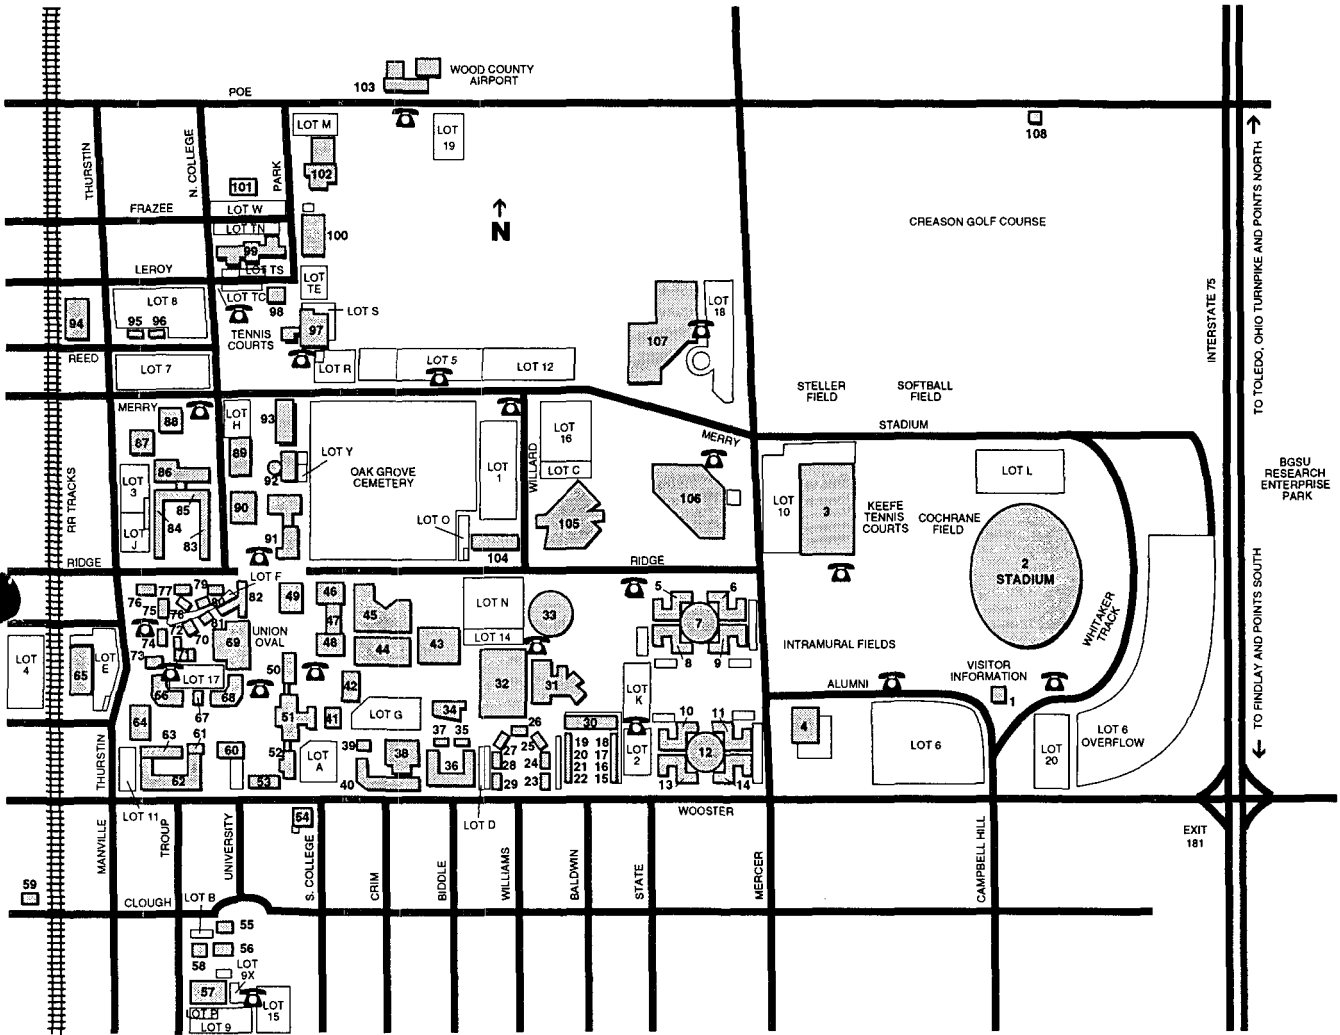 WOOD COUNTY
AIRPORT
103
POE
LOT M
LOT
19
108
THURSTIN
N. COLLEGE
PARK
102
101
FRAZEE
LOT W
LOT TN
100
N
CREASON GOLF COURSE
99
LEROY
LOT TS
LOT
TE
LOT 8
LOT TC
98
LOT S
94
95 96
TENNIS
COURTS
97
LOT
18
107
INTERSTATE 75
TO TOLEDO, OHIO TURNPIKE AND POINTS NORTH
REED
LOT 7
LOT R
LOT 5
LOT 12
STELLER
FIELD
SOFTBALL
FIELD
MERRY
88
LOT
H
93
STADIUM
LOT
16
MERRY
87
89
LOT Y
OAK GROVE
CEMETERY
LOT
1
WILLARD
LOT C
LOT L
BGSU
RESEARCH
ENTERPRISE
PARK
RR TRACKS
LOT
3
86
92
106
LOT
10
3
KEEFE
TENNIS
COURTS
COCHRANE
FIELD
85
90
LOT O
105
LOT
J
84
83
91
104
RIDGE
RIDGE
2
STADIUM
LOT F
76
77
79
75
78
80
82
81
49
46
47
48
45
LOT N
33
5
6
7
8
9
WHITAKER
TRACK
TO FINDLAY AND POINTS SOUTH
72
70
74
69
UNION
OVAL
LOT 14
INTRAMURAL FIELDS
LOT
4
65
LOT
E
73
71
50
44
43
VISITOR
INFORMATION
1
LOT 17
66
67
68
42
32
31
LOT
K
ALUMNI
64
63
61
51
41
LOT G
34
30
10
11
12
13
14
4
LOT 6
LOT
20
LOT 6
OVERFLOW
THURSTIN
62
60
52
53
LOT
A
39
38
40
37 35
36
26
27
25
28
24
29
23
19 18
20 17
21 16
22 15
LOT
2
LOT 11
LOT D
WOOSTER
EXIT
181
MANVILLE
TROUP
UNIVERSITY
54
S. COLLEGE
CRIM
BIDDLE
WILLIAMS
BALDWIN
STATE
MERCER
CAMPBELL HILL
59
CLOUGH
LOT B
55
56
58
LOT
9X
57
LOT P
LOT 9
LOT
15